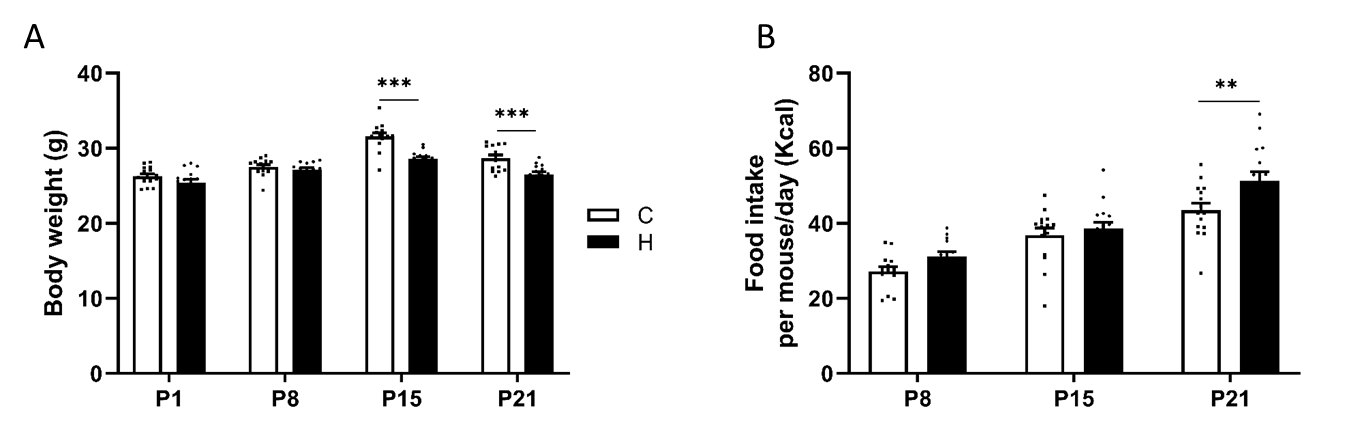 A
Body weight (g)
40
30
20
10
0
***
***
P1
P8
P15
P21
C
H
B
Food intake
per mouse/day (Kcal)
80
60
40
20
0
**
P8
P15
P21